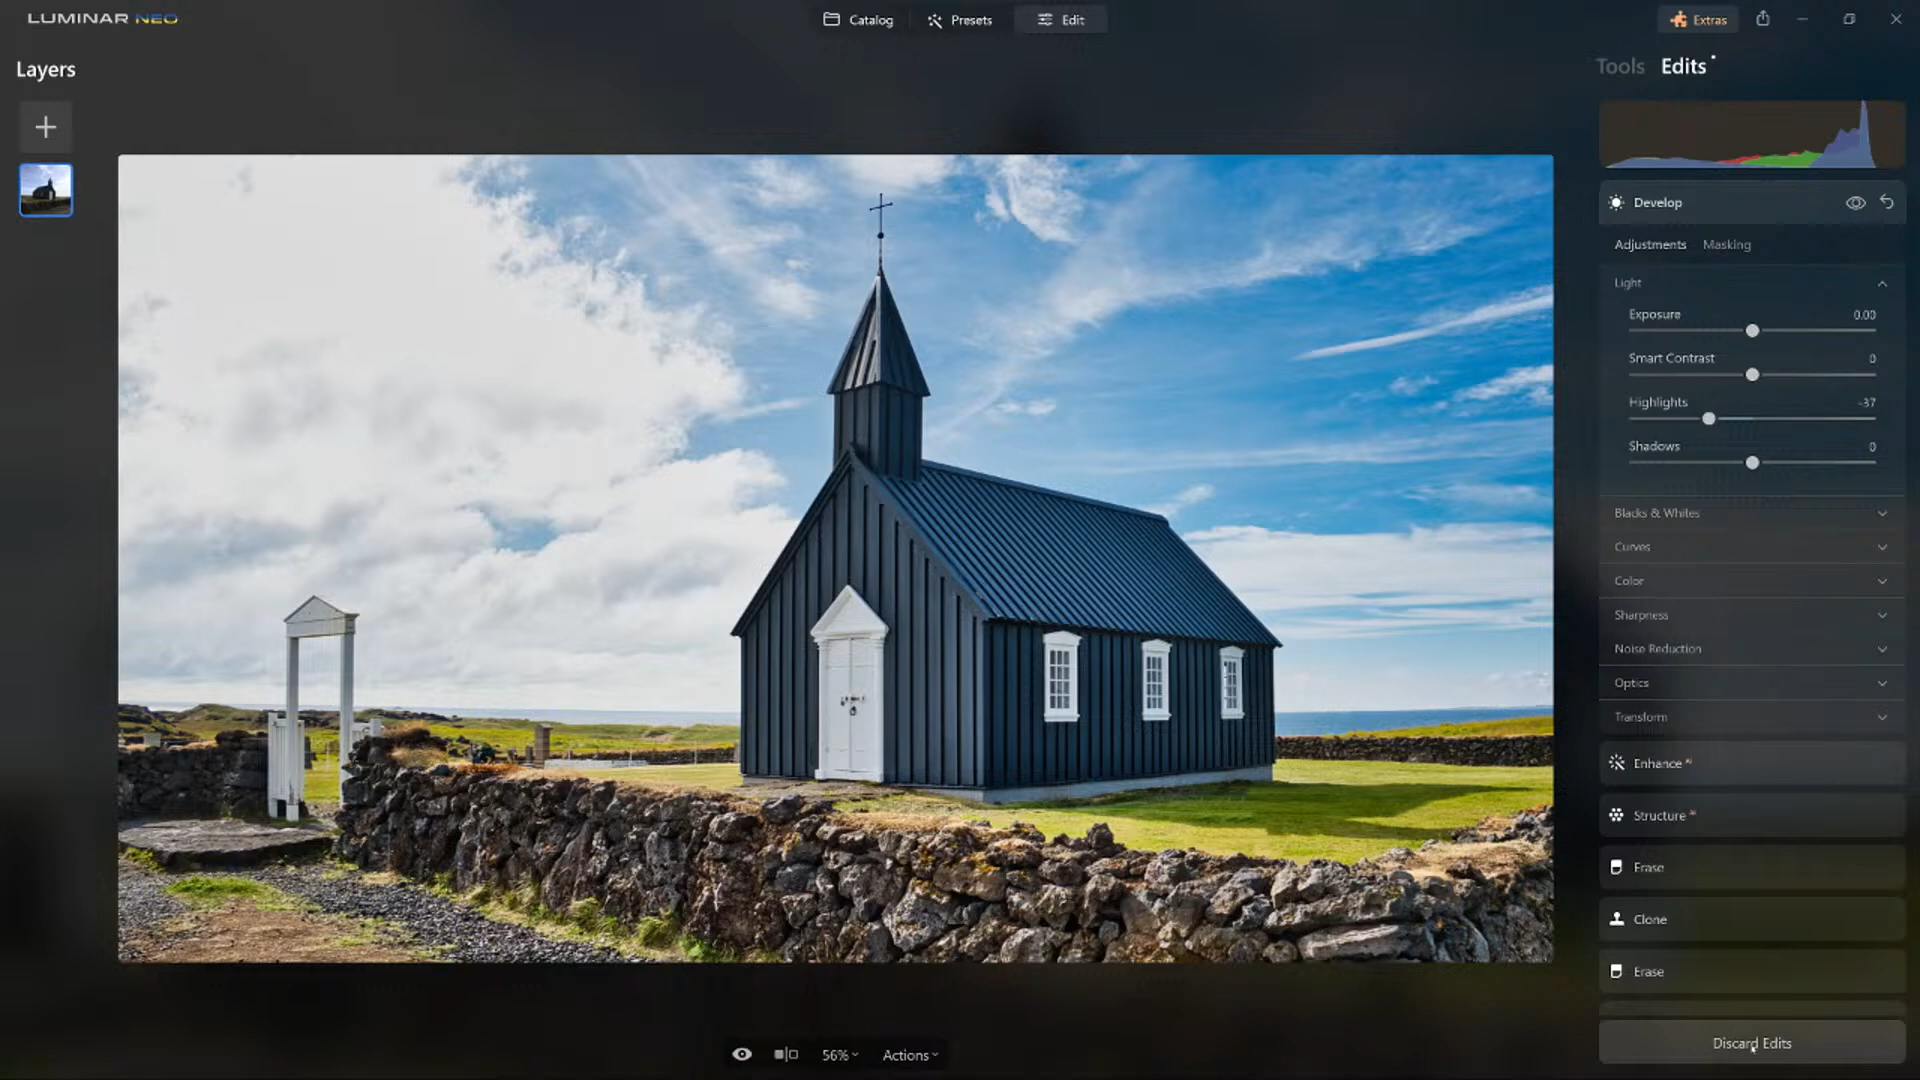 LUMINAR NEO
Catalog
Presets
Edit
Extras
Layers
Tools
Edits
Develop
Adjustments
Masking
Light
Exposure 0.00
Smart Contrast 0
Highlights -37
Shadows 0
Blacks & Whites
Curves
Color
Sharpness
Noise Reduction
Optics
Transform
Enhance AI
Structure AI
Erase
Clone
Erase
Discard Edits
56%
Actions